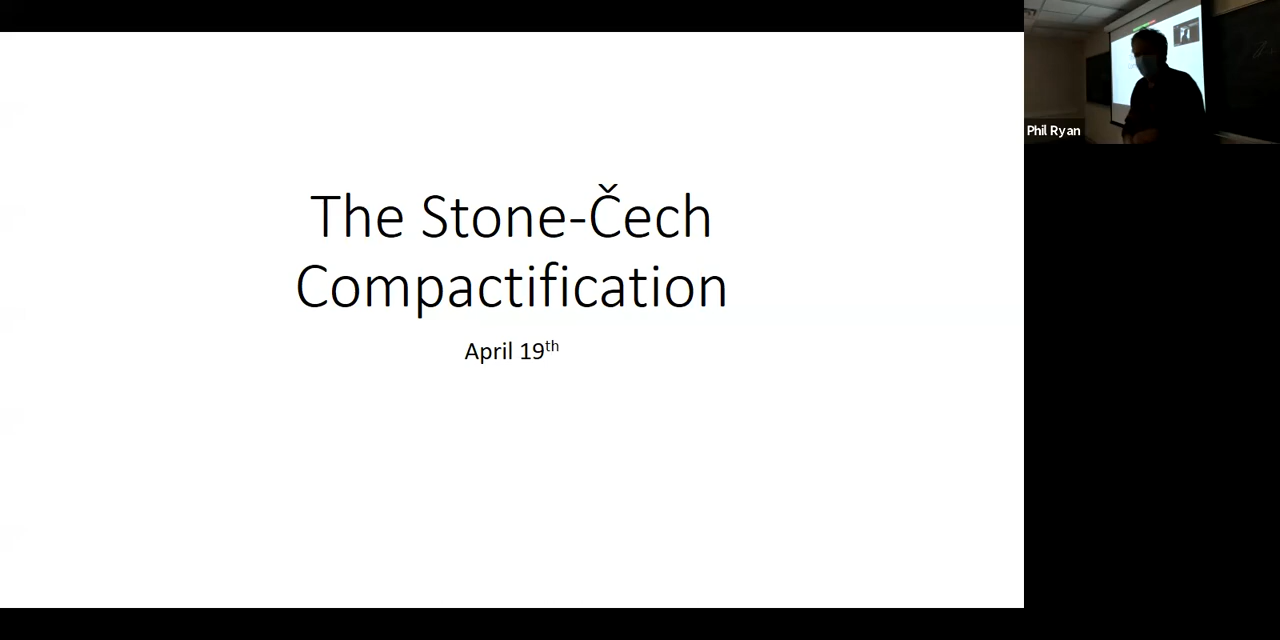 The Stone-Čech
Compactification
April 19th
Phil Ryan